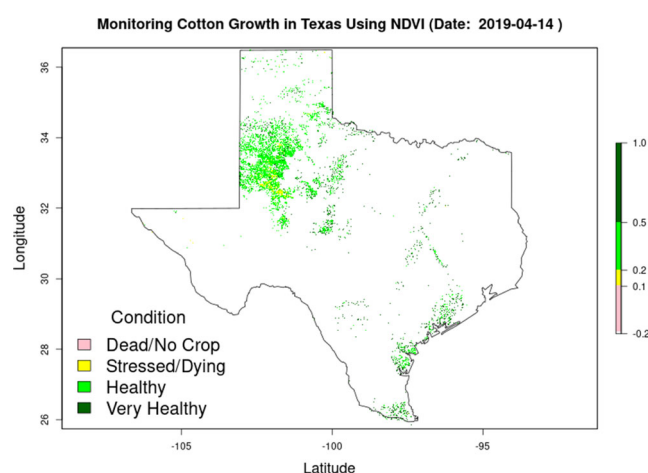 Monitoring Cotton Growth in Texas Using NDVI (Date:  2019-04-14 )
36
34
32
30
28
26
Longitude
-105
-100
-95
Latitude
Condition
Dead/No Crop
Stressed/Dying
Healthy
Very Healthy
1.0
0.5
0.2
0.1
-0.2